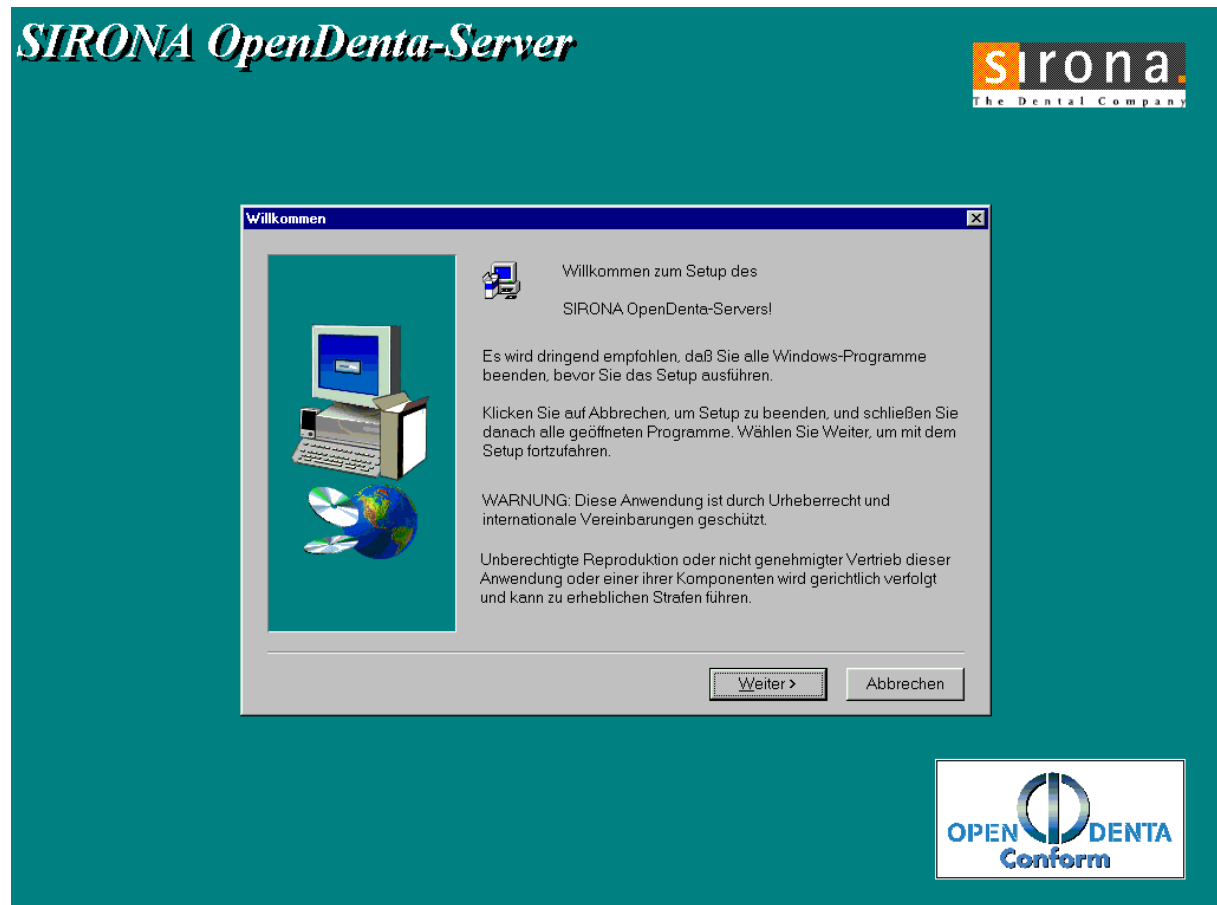 SIRONA OpenDenta-Server
sirona.
The Dental Company
Willkommen
Willkommen zum Setup des
SIRONA OpenDenta-Servers!
Es wird dringend empfohlen, daß Sie alle Windows-Programme
beenden, bevor Sie das Setup ausführen.
Klicken Sie auf Abbrechen, um Setup zu beenden, und schließen Sie
danach alle geöffneten Programme. Wählen Sie Weiter, um mit dem
Setup fortzufahren.
WARNUNG: Diese Anwendung ist durch Urheberrecht und
internationale Vereinbarungen geschützt.
Unberechtigte Reproduktion oder nicht genehmigter Vertrieb dieser
Anwendung oder einer ihrer Komponenten wird gerichtlich verfolgt
und kann zu erheblichen Strafen führen.
Weiter >
Abbrechen
OPEN DENTA
Conform